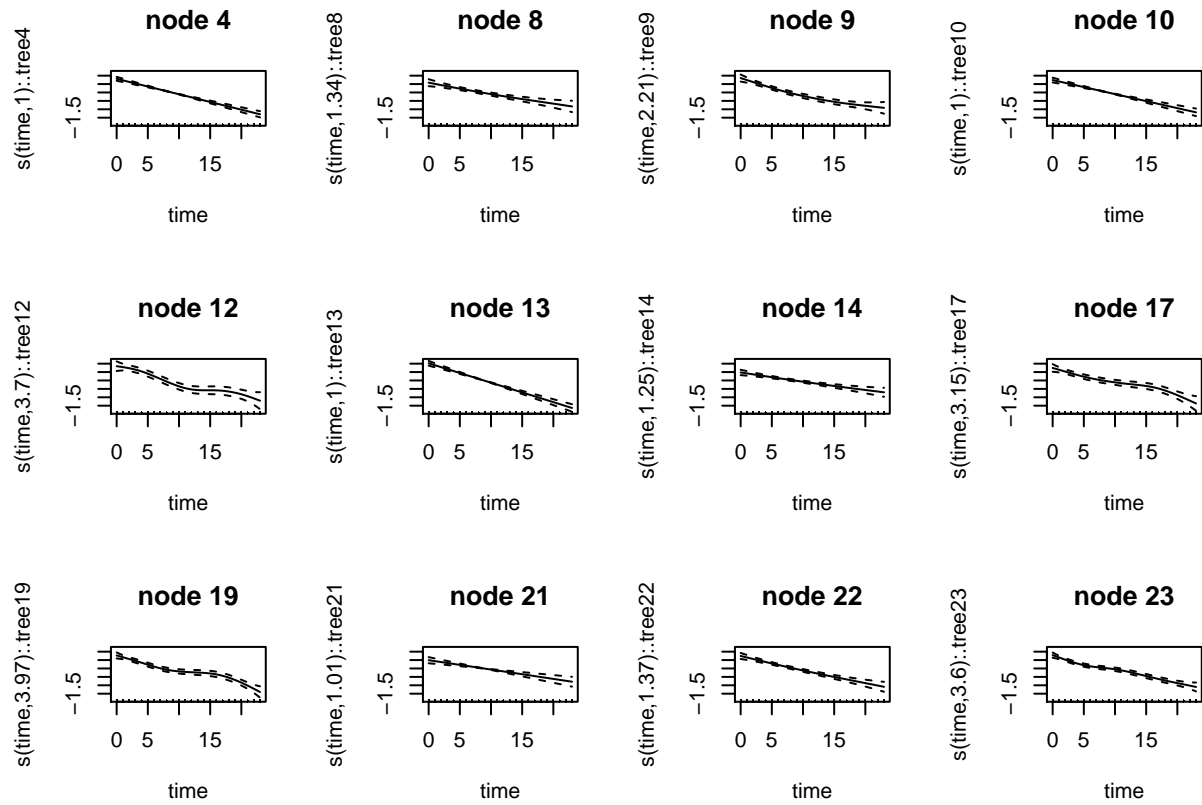 node 4
s(time,1):.tree4
−1.5
0 5 15
time
node 8
s(time,1.34):.tree8
−1.5
0 5 15
time
node 9
s(time,2.21):.tree9
−1.5
0 5 15
time
node 10
s(time,1):.tree10
−1.5
0 5 15
time
node 12
s(time,3.7):.tree12
−1.5
0 5 15
time
node 13
s(time,1):.tree13
−1.5
0 5 15
time
node 14
s(time,1.25):.tree14
−1.5
0 5 15
time
node 17
s(time,3.15):.tree17
−1.5
0 5 15
time
node 19
s(time,3.97):.tree19
−1.5
0 5 15
time
node 21
s(time,1.01):.tree21
−1.5
0 5 15
time
node 22
s(time,1.37):.tree22
−1.5
0 5 15
time
node 23
s(time,3.6):.tree23
−1.5
0 5 15
time